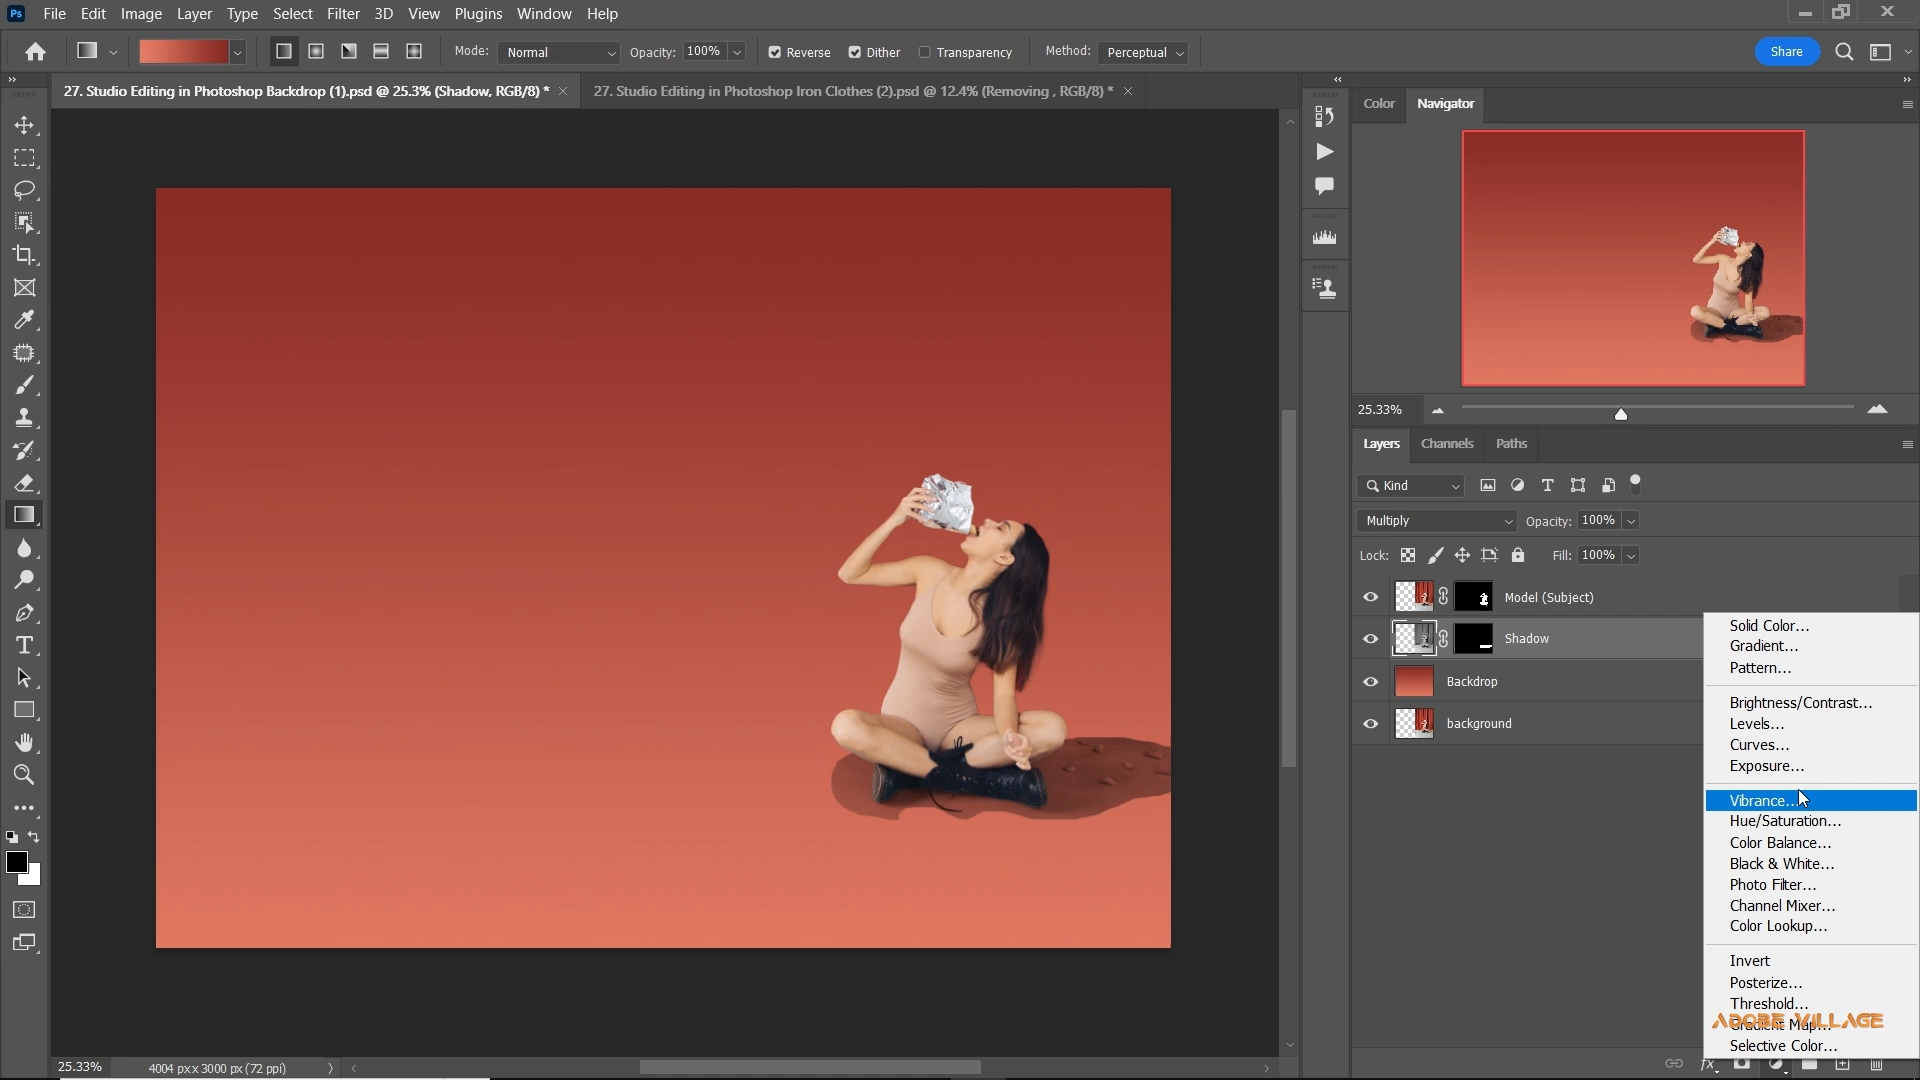 Ps File Edit Image Layer Type Select Filter 3D View Plugins Window Help
Mode: Normal Opacity: 100% Reverse Dither Transparency Method: Perceptual Share
27. Studio Editing in Photoshop Backdrop (1).psd @ 25.3% (Shadow, RGB/8) * 27. Studio Editing in Photoshop Iron Clothes (2).psd @ 12.4% (Removing , RGB/8) *
Color Navigator
25.33%
Layers Channels Paths
Kind
Multiply Opacity: 100%
Lock: Fill: 100%
Model (Subject)
Shadow
Backdrop
background
Solid Color...
Gradient...
Pattern...
Brightness/Contrast...
Levels...
Curves...
Exposure...
Vibrance...
Hue/Saturation...
Color Balance...
Black & White...
Photo Filter...
Channel Mixer...
Color Lookup...
Invert
Posterize...
Threshold...
Gradient Map...
ADOBE VILLAGE
Selective Color...
25.33% 4004 px x 3000 px (72 ppi)
fx